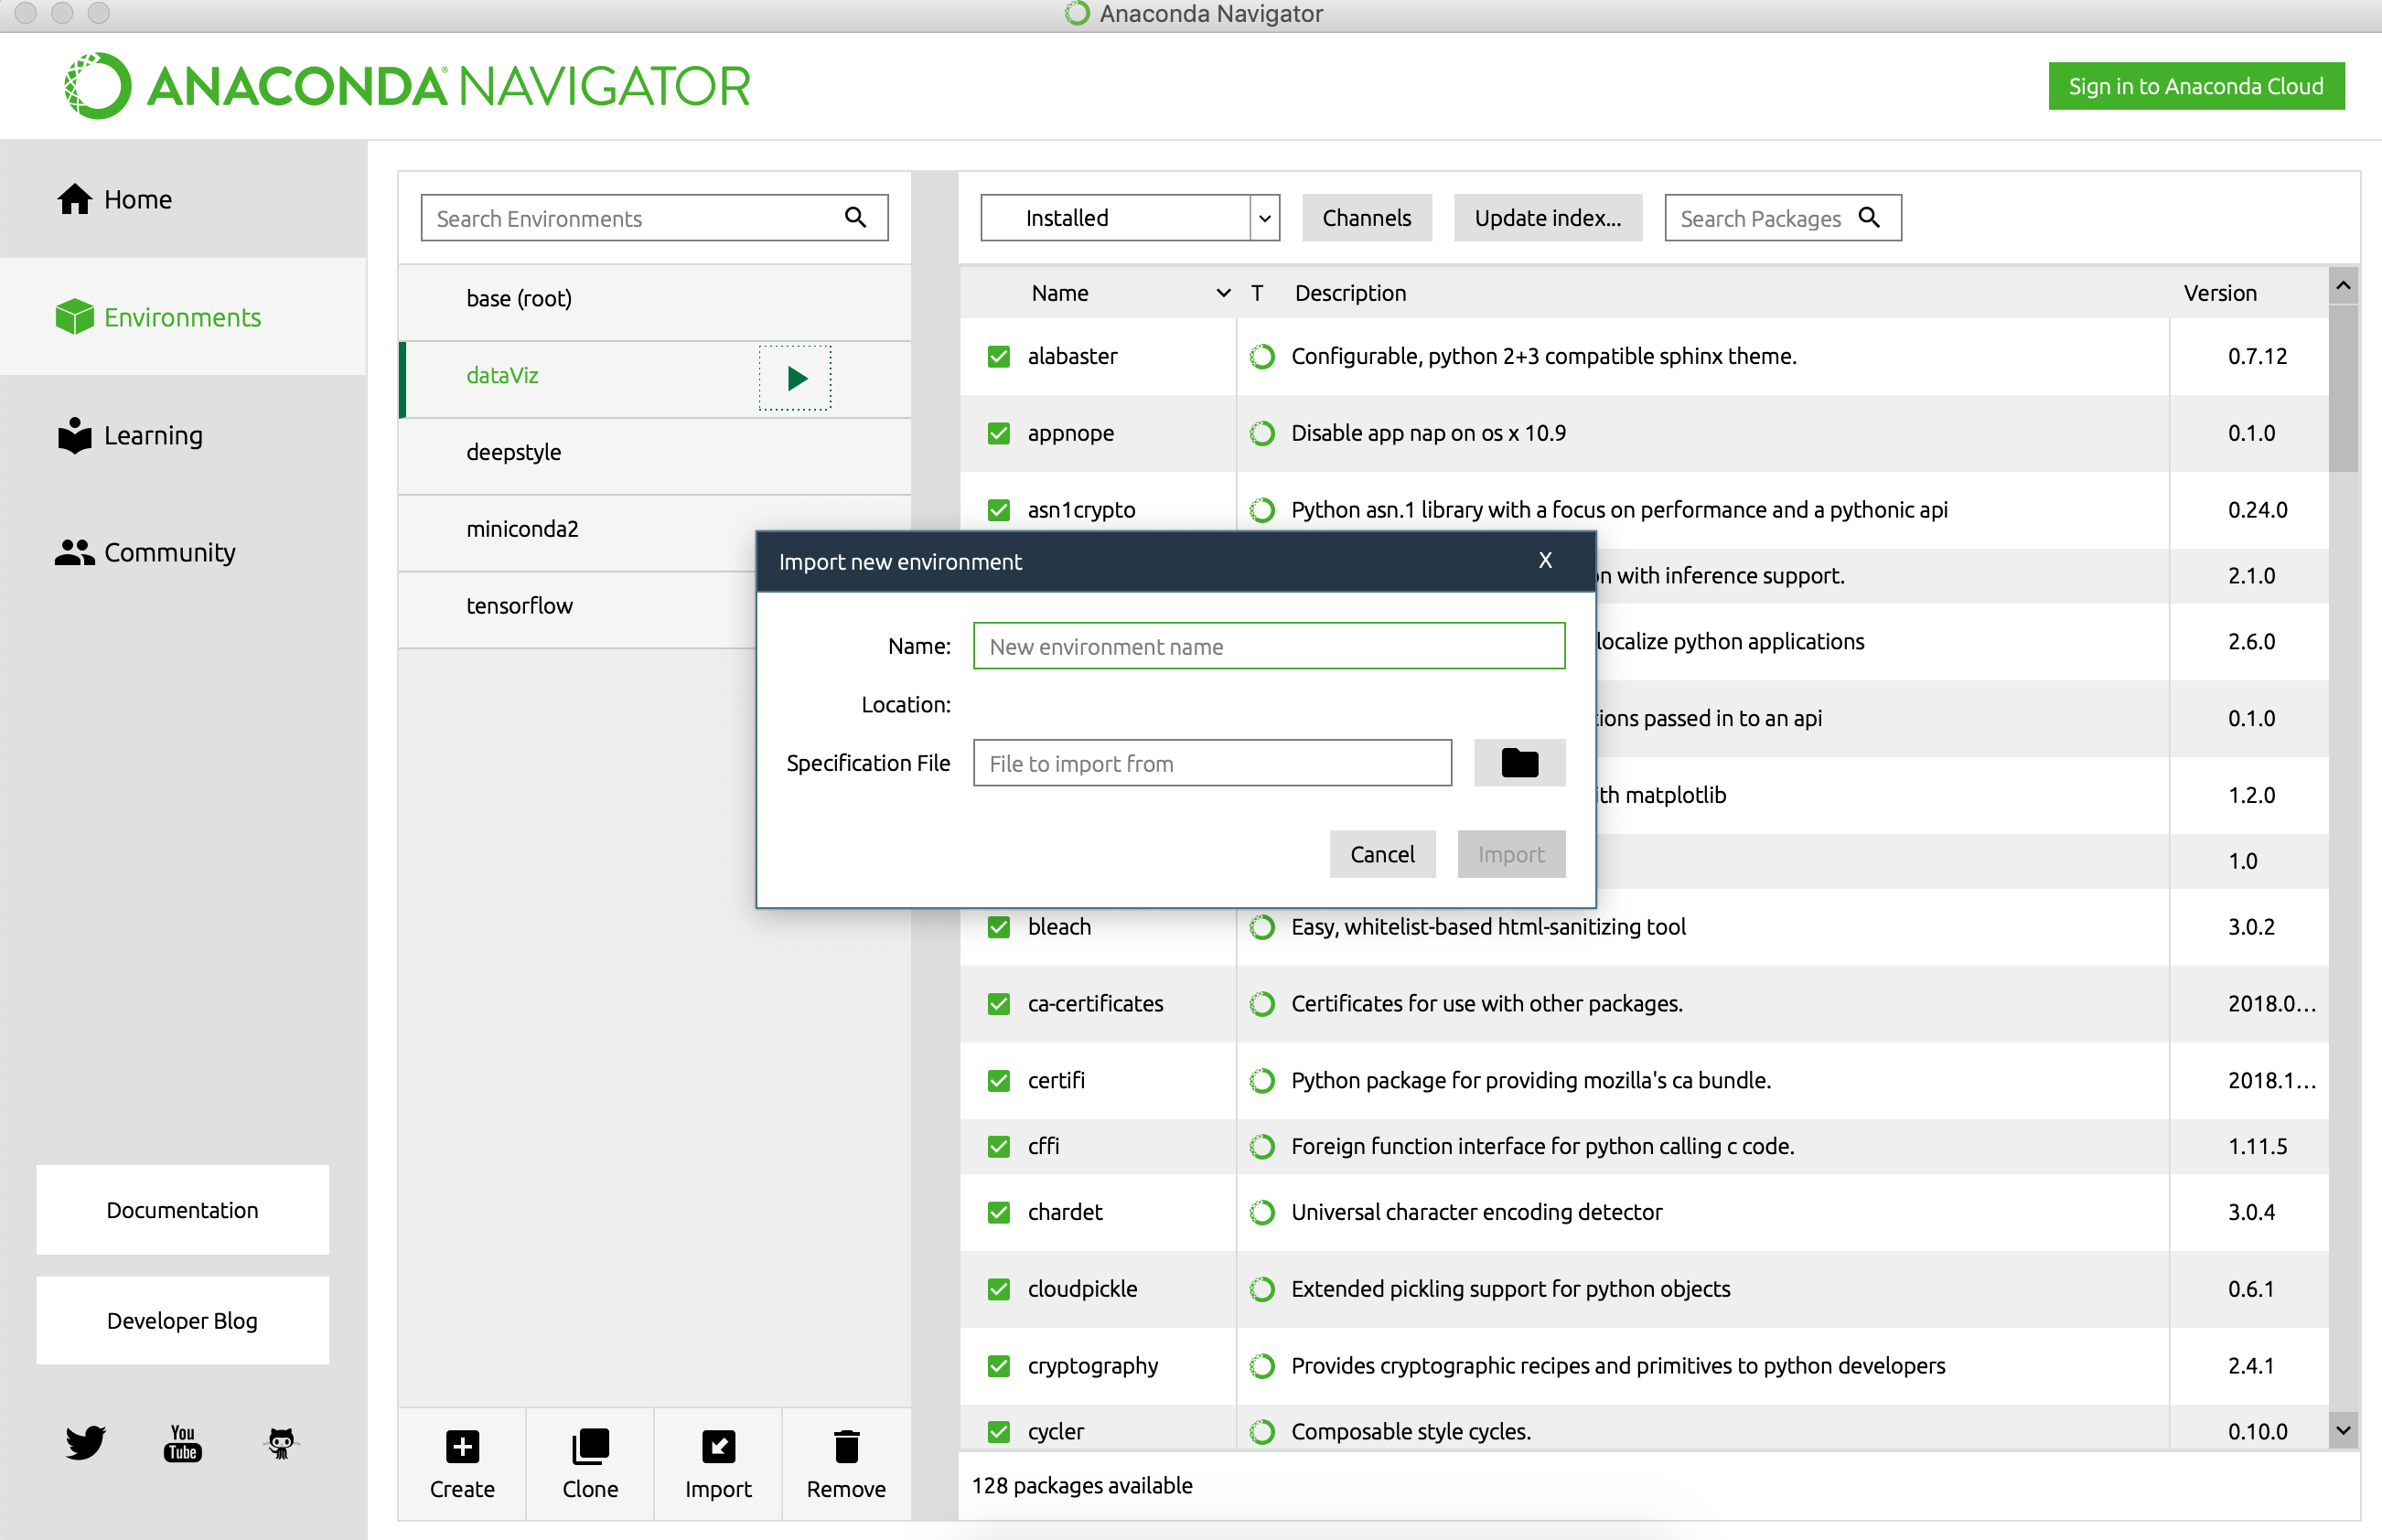 Anaconda Navigator
ANACONDA NAVIGATOR
Sign in to Anaconda Cloud
Home
Environments
Learning
Community
Documentation
Developer Blog
You
Tube
Search Environments
base (root)
dataViz
deepstyle
miniconda2
tensorflow
Create
Clone
Import
Remove
Installed
Channels
Update index...
Search Packages
Name T Description Version
alabaster Configurable, python 2+3 compatible sphinx theme. 0.7.12
appnope Disable app nap on os x 10.9 0.1.0
asn1crypto Python asn.1 library with a focus on performance and a pythonic api 0.24.0
with inference support. 2.1.0
localize python applications 2.6.0
passed in to an api 0.1.0
matplotlib 1.2.0
1.0
bleach Easy, whitelist-based html-sanitizing tool 3.0.2
ca-certificates Certificates for use with other packages. 2018.0...
certifi Python package for providing mozilla's ca bundle. 2018.1...
cffi Foreign function interface for python calling c code. 1.11.5
chardet Universal character encoding detector 3.0.4
cloudpickle Extended pickling support for python objects 0.6.1
cryptography Provides cryptographic recipes and primitives to python developers 2.4.1
cycler Composable style cycles. 0.10.0
128 packages available
Import new environment X
Name: New environment name
Location:
Specification File File to import from
Cancel Import